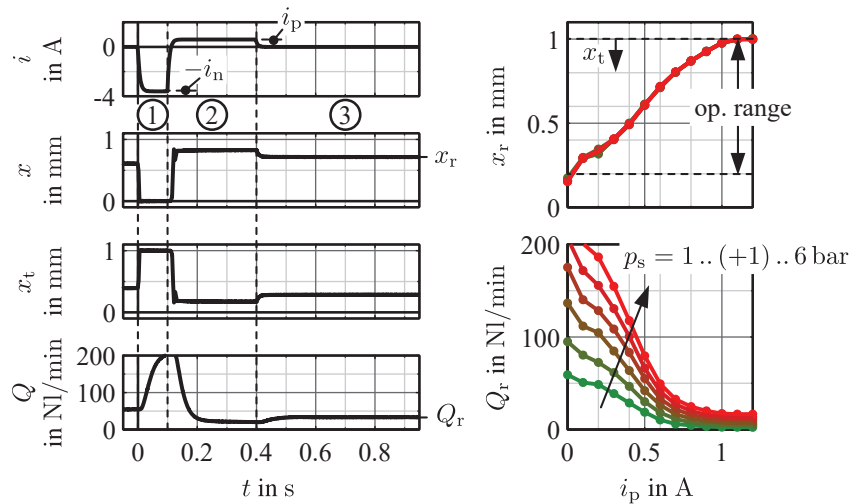 0
-4
i
in A
i_p
-i_n
1
2
3
1
0
x
in mm
x_r
1
0
x_t
in mm
200
100
0
Q
in Nl/min
Q_r
0
0.2
0.4
0.6
0.8
t in s
1
0.5
0
x_r in mm
x_t
op. range
200
100
0
Q_r in Nl/min
p_s = 1 .. (+1) .. 6 bar
0
0.5
1
i_p in A